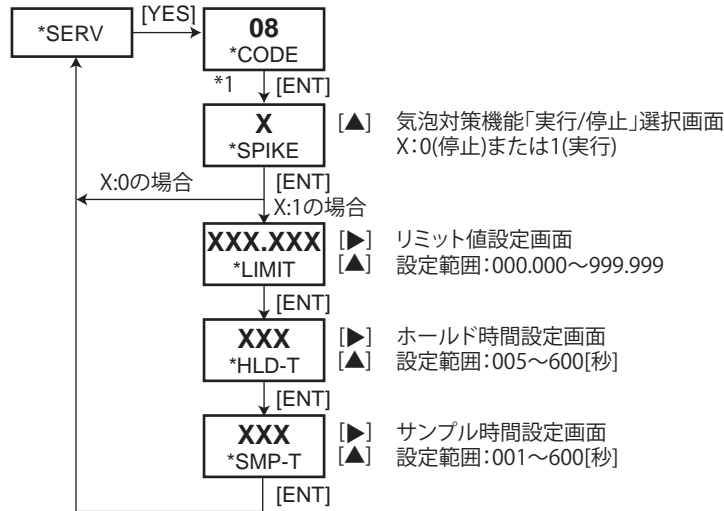 *SERV
[YES]
08
*CODE
*1
[ENT]
X
*SPIKE
[▲] 気泡対策機能「実行/停止」選択画面
X：0(停止)または1(実行)
X:0の場合
[ENT]
X:1の場合
XXX.XXX
*LIMIT
[▶] リミット値設定画面
[▲] 設定範囲：000.000～999.999
[ENT]
XXX
*HLD-T
[▶] ホールド時間設定画面
[▲] 設定範囲：005～600[秒]
[ENT]
XXX
*SMP-T
[▶] サンプル時間設定画面
[▲] 設定範囲：001～600[秒]
[ENT]